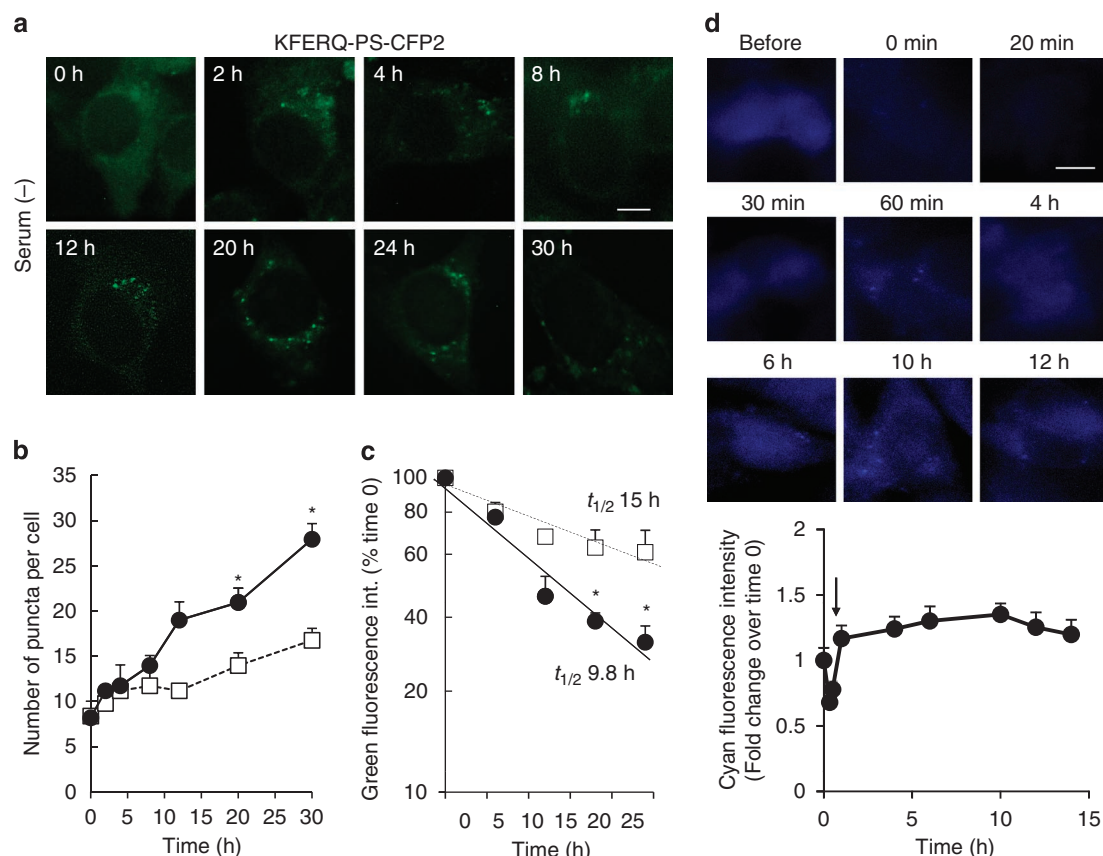 a
KFERQ-PS-CFP2
Serum (–)
0 h
2 h
4 h
8 h
12 h
20 h
24 h
30 h
b
Number of puncta per cell
35
30
25
20
15
10
5
0
*
*
0 5 10 15 20 25 30
Time (h)
c
Green fluorescence int. (% time 0)
100
80
60
40
20
10
t1/2 15 h
*
*
t1/2 9.8 h
0 5 10 15 20 25
Time (h)
d
Before
0 min
20 min
30 min
60 min
4 h
6 h
10 h
12 h
Cyan fluorescence intensity
(Fold change over time 0)
2
1.5
1
0.5
0
0 5 10 15
Time (h)